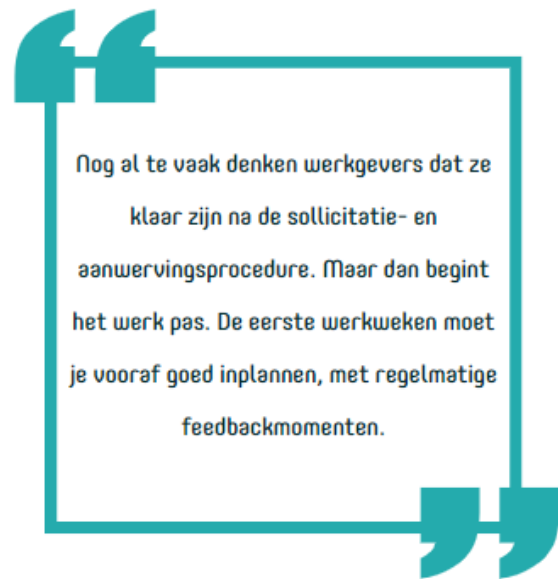 Nog al te vaak denken werkgevers dat ze
klaar zijn na de sollicitatie- en
aanwervingsprocedure. Maar dan begint
het werk pas. De eerste werkweken moet
je vooraf goed inplannen, met regelmatige
feedbackmomenten.